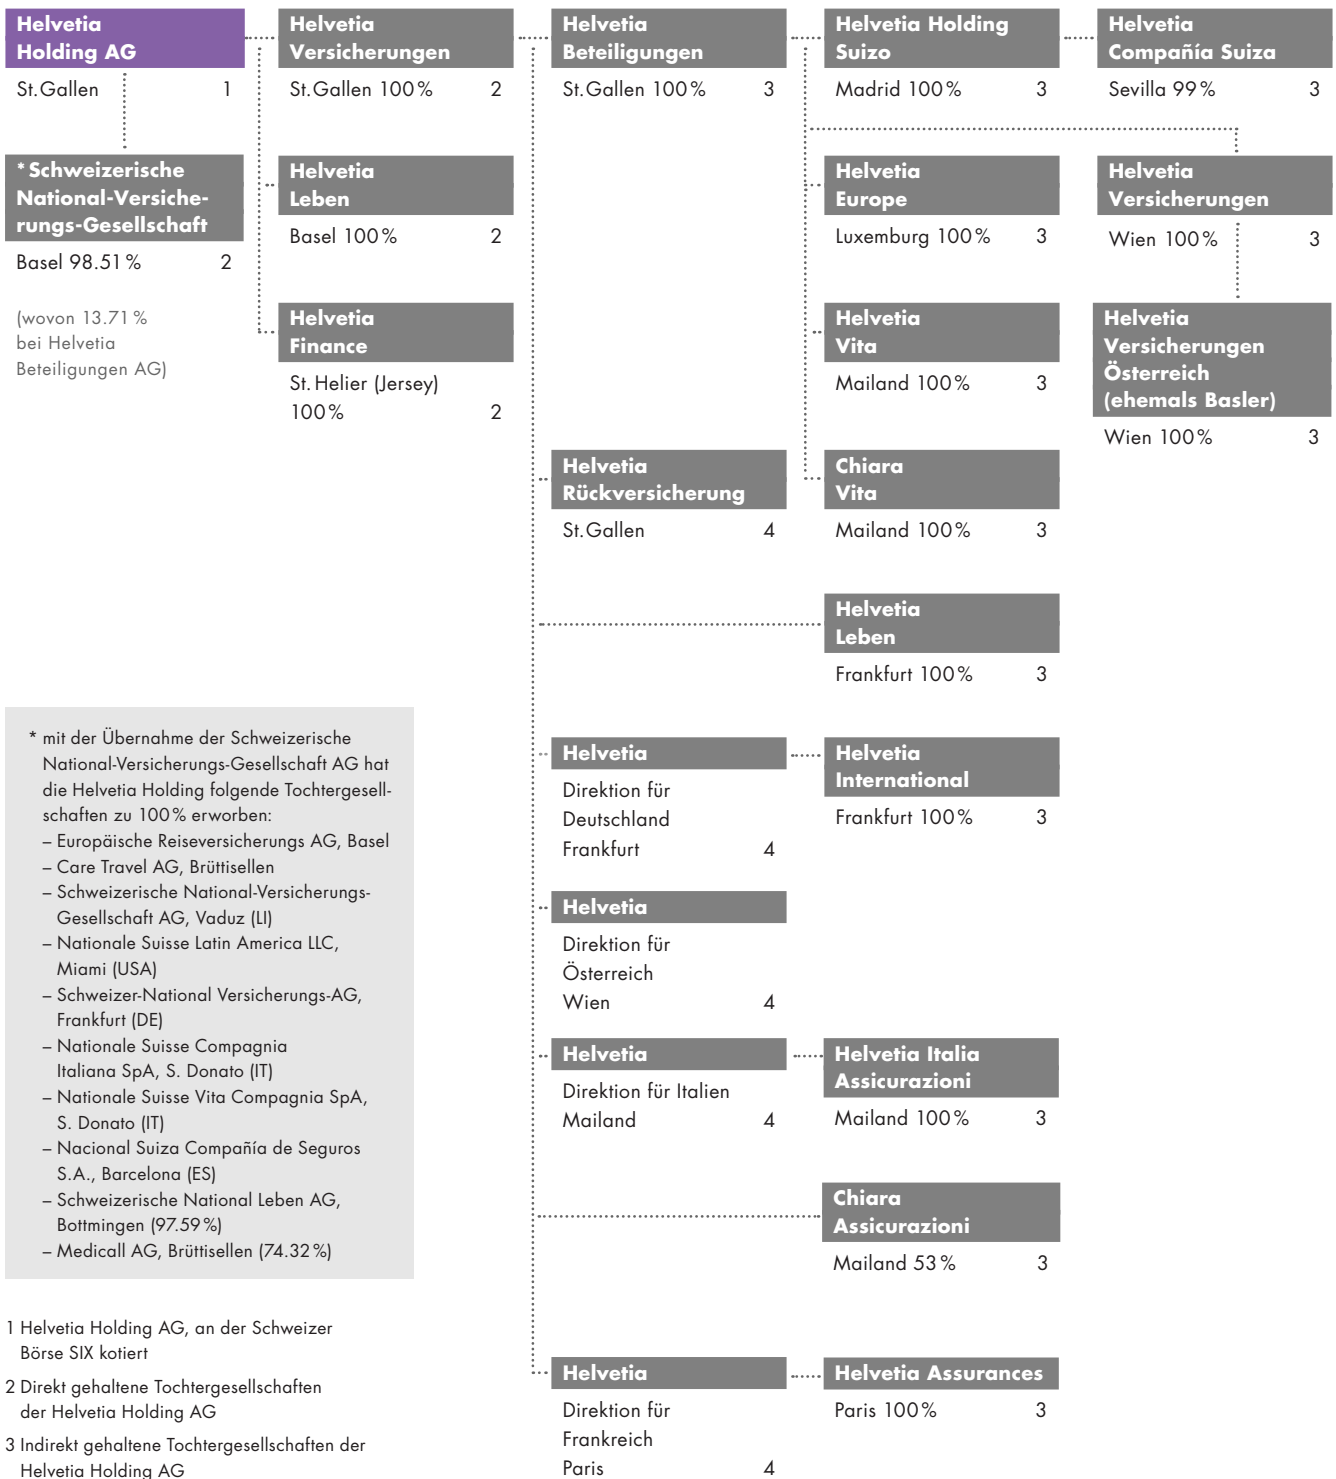 Helvetia
Holding AG
St.Gallen 1
* Schweizerische
National-Versiche-
rungs-Gesellschaft
Basel 98.51% 2
(wovon 13.71%
bei Helvetia
Beteiligungen AG)
Helvetia
Versicherungen
St.Gallen 100% 2
Helvetia
Leben
Basel 100% 2
Helvetia
Finance
St. Helier (Jersey)
100% 2
Helvetia
Beteiligungen
St.Gallen 100% 3
Helvetia
Rückversicherung
St.Gallen 4
Helvetia
Direktion für
Deutschland
Frankfurt 4
Helvetia
Direktion für
Österreich
Wien 4
Helvetia
Direktion für Italien
Mailand 4
Helvetia
Direktion für
Frankreich
Paris 4
Helvetia Holding
Suizo
Madrid 100% 3
Helvetia
Europe
Luxemburg 100% 3
Helvetia
Vita
Mailand 100% 3
Chiara
Vita
Mailand 100% 3
Helvetia
Leben
Frankfurt 100% 3
Helvetia
International
Frankfurt 100% 3
Helvetia Italia
Assicurazioni
Mailand 100% 3
Chiara
Assicurazioni
Mailand 53% 3
Helvetia Assurances
Paris 100% 3
Helvetia
Compañía Suiza
Sevilla 99% 3
Helvetia
Versicherungen
Wien 100% 3
Helvetia
Versicherungen
Österreich
(ehemals Basler)
Wien 100% 3
* mit der Übernahme der Schweizerische
National-Versicherungs-Gesellschaft AG hat
die Helvetia Holding folgende Tochtergesell-
schaften zu 100% erworben:
– Europäische Reiseversicherungs AG, Basel
– Care Travel AG, Brüttisellen
– Schweizerische National-Versicherungs-
Gesellschaft AG, Vaduz (LI)
– Nationale Suisse Latin America LLC,
Miami (USA)
– Schweizer-National Versicherungs-AG,
Frankfurt (DE)
– Nationale Suisse Compagnia
Italiana SpA, S. Donato (IT)
– Nationale Suisse Vita Compagnia SpA,
S. Donato (IT)
– Nacional Suiza Compañía de Seguros
S.A., Barcelona (ES)
– Schweizerische National Leben AG,
Bottmingen (97.59%)
– Medicall AG, Brüttisellen (74.32%)
1 Helvetia Holding AG, an der Schweizer
Börse SIX kotiert
2 Direkt gehaltene Tochtergesellschaften
der Helvetia Holding AG
3 Indirekt gehaltene Tochtergesellschaften der
Helvetia Holding AG